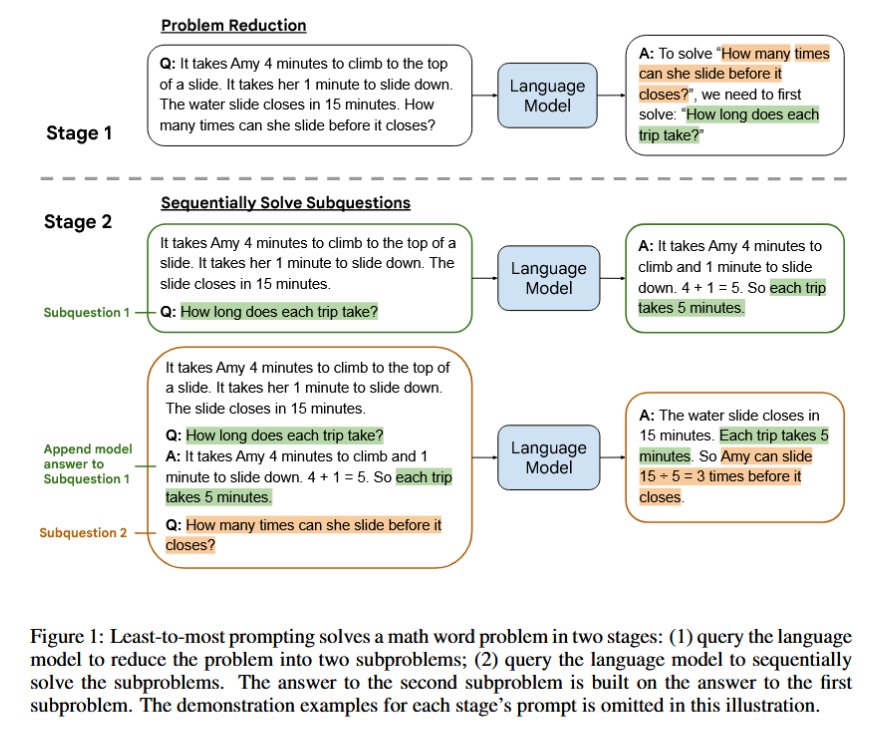 Problem Reduction
Stage 1
Q: It takes Amy 4 minutes to climb to the top
of a slide. It takes her 1 minute to slide down.
The water slide closes in 15 minutes. How
many times can she slide before it closes?
Language
Model
A: To solve “How many times
can she slide before it
closes?”, we need to first
solve: “How long does each
trip take?”
Stage 2
Sequentially Solve Subquestions
It takes Amy 4 minutes to climb to the top of a
slide. It takes her 1 minute to slide down. The
slide closes in 15 minutes.
Subquestion 1
Q: How long does each trip take?
Language
Model
A: It takes Amy 4 minutes to
climb and 1 minute to slide
down. 4 + 1 = 5. So each trip
takes 5 minutes.
It takes Amy 4 minutes to climb to the top of
a slide. It takes her 1 minute to slide down.
The slide closes in 15 minutes.
Append model
answer to
Subquestion 1
Q: How long does each trip take?
A: It takes Amy 4 minutes to climb and 1
minute to slide down. 4 + 1 = 5. So each trip
takes 5 minutes.
Subquestion 2
Q: How many times can she slide before it
closes?
Language
Model
A: The water slide closes in
15 minutes. Each trip takes 5
minutes. So Amy can slide
15 ÷ 5 = 3 times before it
closes.
Figure 1: Least-to-most prompting solves a math word problem in two stages: (1) query the language
model to reduce the problem into two subproblems; (2) query the language model to sequentially
solve the subproblems. The answer to the second subproblem is built on the answer to the first
subproblem. The demonstration examples for each stage’s prompt is omitted in this illustration.